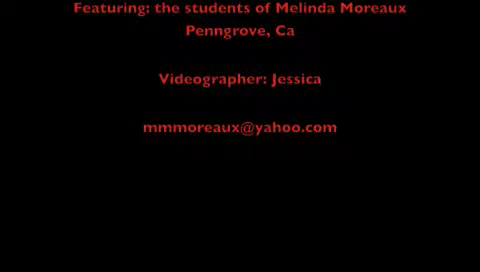 Featuring: the students of Melinda Moreaux
Penngrove, Ca
Videographer: Jessica
mmmoreaux@yahoo.com